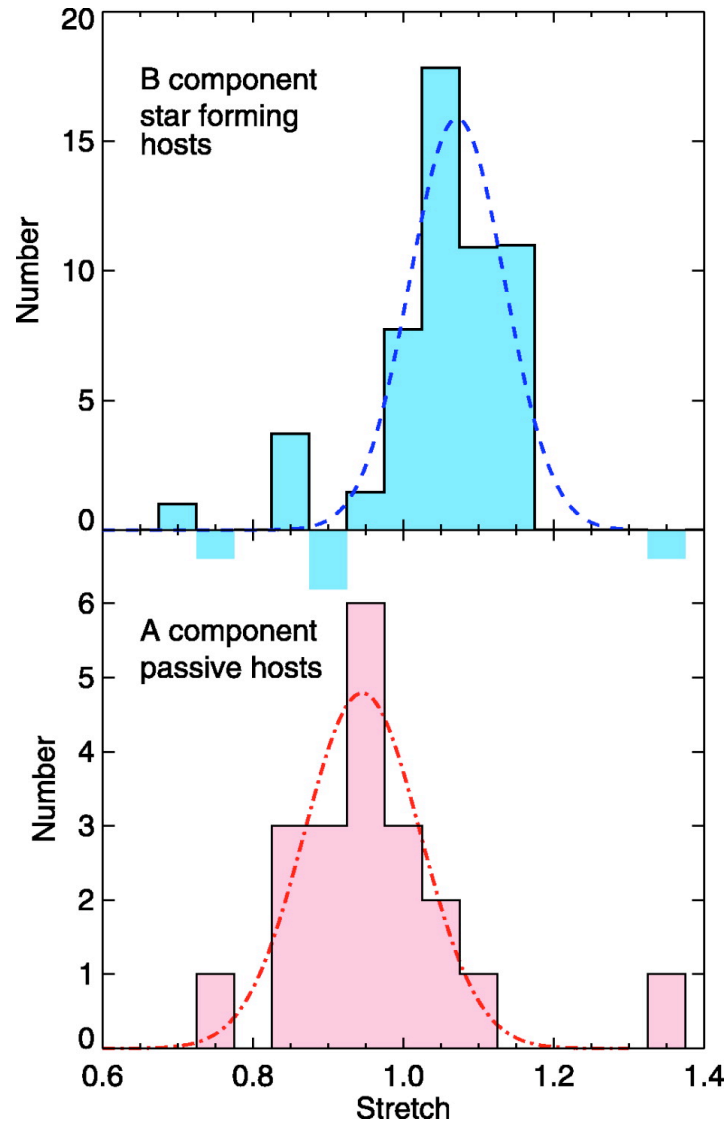 20
15
10
5
0
Number
B component
star forming
hosts
6
5
4
3
2
1
0
Number
A component
passive hosts
0.6 0.8 1.0 1.2 1.4
Stretch